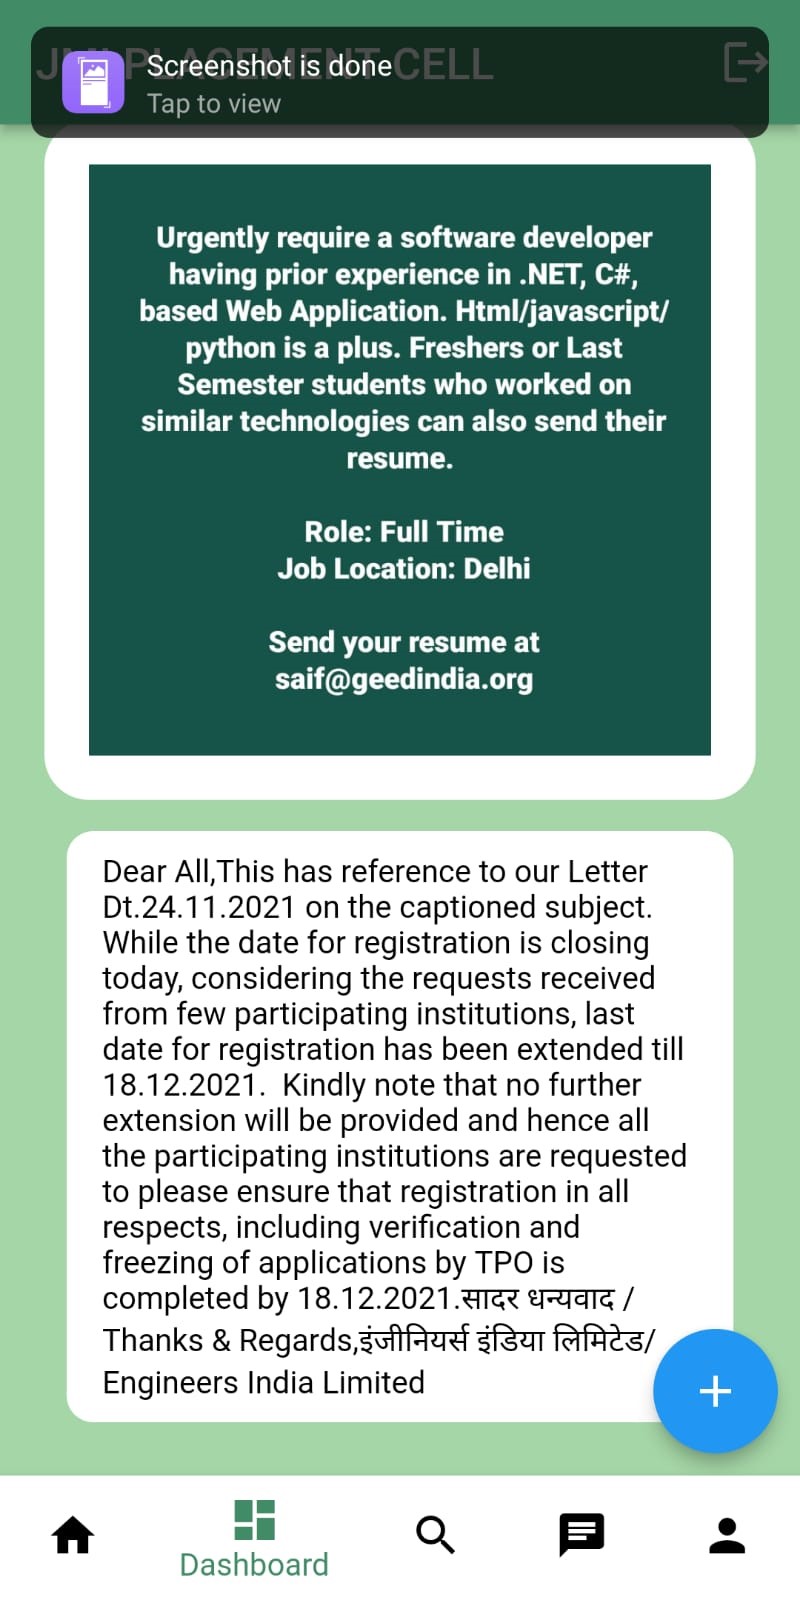 JMI PLACEMENT CELL
Screenshot is done
Tap to view
Urgently require a software developer
having prior experience in .NET, C#,
based Web Application. Html/javascript/
python is a plus. Freshers or Last
Semester students who worked on
similar technologies can also send their
resume.
Role: Full Time
Job Location: Delhi
Send your resume at
saif@geedindia.org
Dear All,This has reference to our Letter
Dt.24.11.2021 on the captioned subject.
While the date for registration is closing
today, considering the requests received
from few participating institutions, last
date for registration has been extended till
18.12.2021.  Kindly note that no further
extension will be provided and hence all
the participating institutions are requested
to please ensure that registration in all
respects, including verification and
freezing of applications by TPO is
completed by 18.12.2021.सादर धन्यवाद /
Thanks & Regards,इंजीनियर्स इंडिया लिमिटेड/
Engineers India Limited
Dashboard